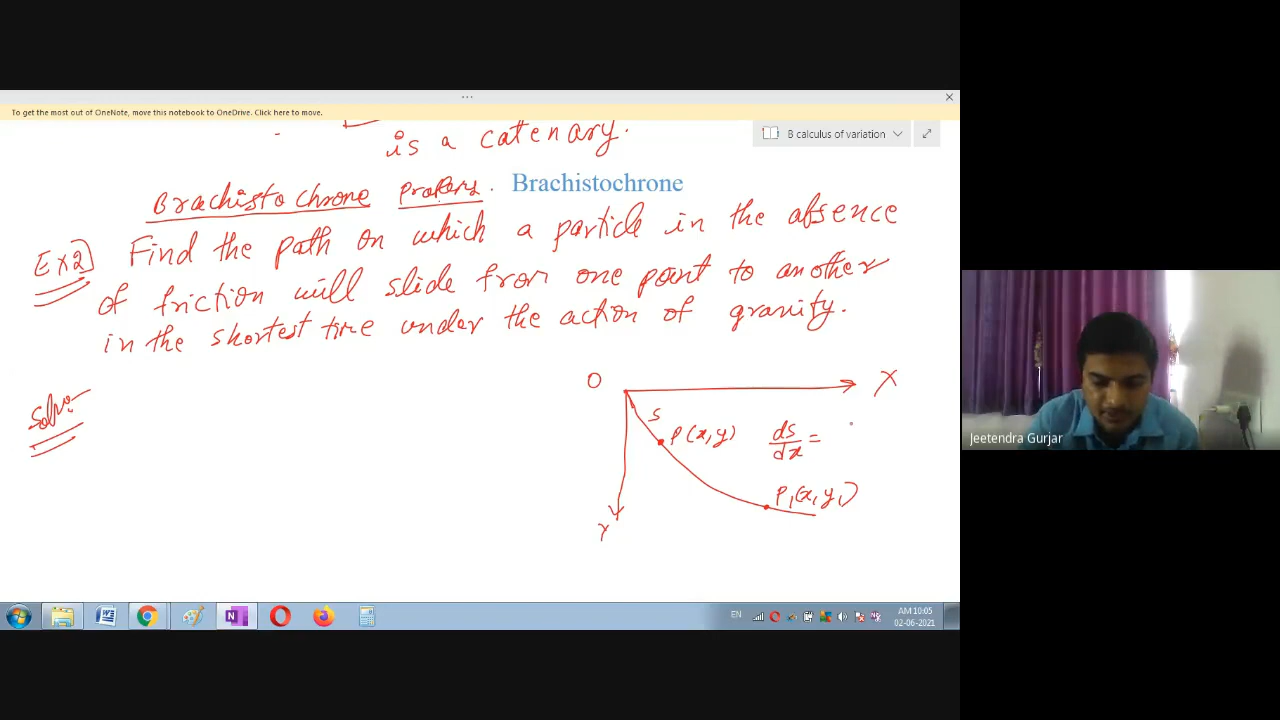 To get the most out of OneNote, move this notebook to OneDrive. Click here to move.
is a catenary.
B calculus of variation
Brachistochrone Brachistochrone
Ex2] Find the path on which a particle in the absence
of friction will slide from one point to another
in the shortest time under the action of gravity.
Solve
O X
S
P(x,y) ds/dx =
P₁(x₁,y₁)
Y
Jeetendra Gurjar
EN AM 10:05
02-06-2021